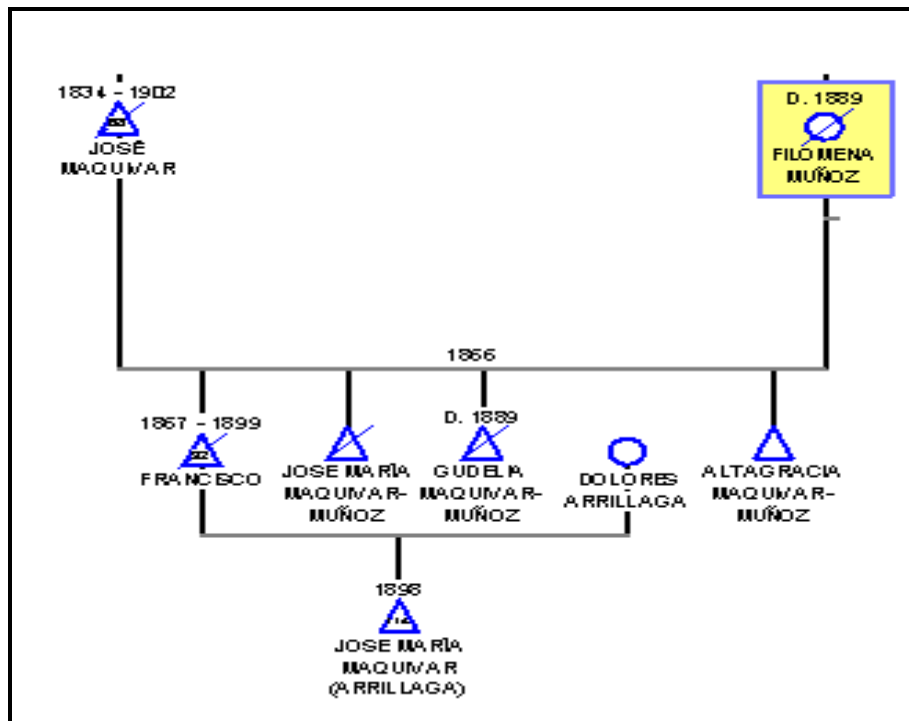 1834 - 1902
JOSÉ
MAQUIVAR
D. 1889
FILOMENA
MUÑOZ
1866
1867 - 1899
FRANCISCO
JOSE MARÍA
MAQUIVAR-
MUÑOZ
D. 1889
GUDELIA
MAQUIVAR-
MUÑOZ
DOLORES
ARRILLAGA
ALTAGRACIA
MAQUIVAR-
MUÑOZ
1898
JOSE MARÍA
MAQUIVAR
(ARRILLAGA)